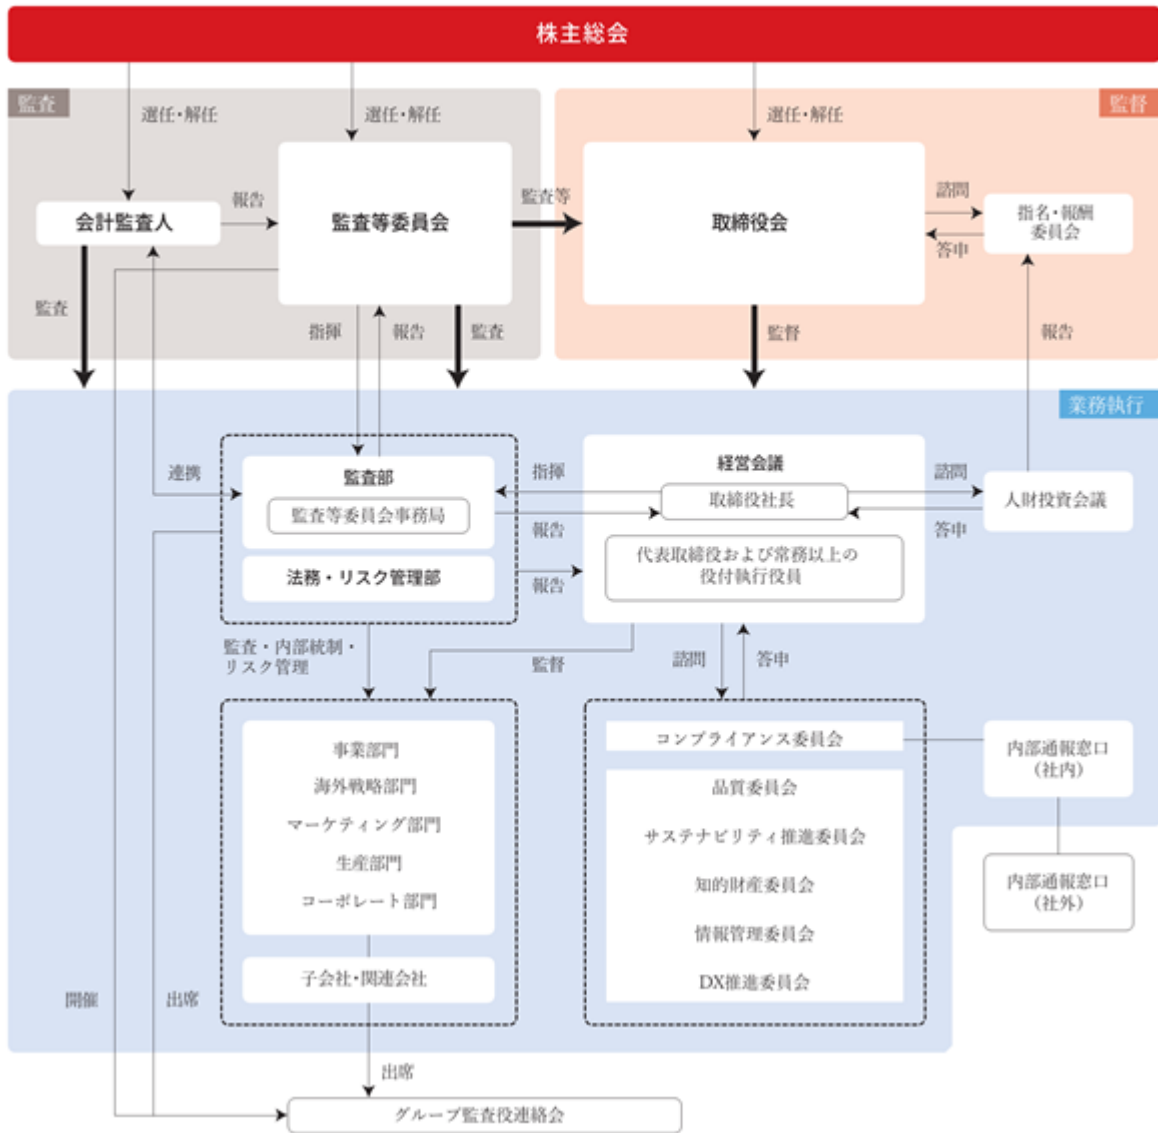 株主総会
監査
監督
選任・解任
選任・解任
選任・解任
会計監査人
報告
監査等委員会
監査等
取締役会
諮問
答申
指名・報酬
委員会
監査
指揮
報告
監査
監督
報告
業務執行
連携
監査部
監査等委員会事務局
法務・リスク管理部
指揮
報告
報告
経営会議
取締役社長
代表取締役および常務以上の
役付執行役員
諮問
答申
人財投資会議
監査・内部統制・
リスク管理
監督
諮問
答申
事業部門
海外戦略部門
マーケティング部門
生産部門
コーポレート部門
子会社・関連会社
コンプライアンス委員会
品質委員会
サステナビリティ推進委員会
知的財産委員会
情報管理委員会
DX推進委員会
内部通報窓口
（社内）
内部通報窓口
（社外）
開催
出席
出席
グループ監査役連絡会